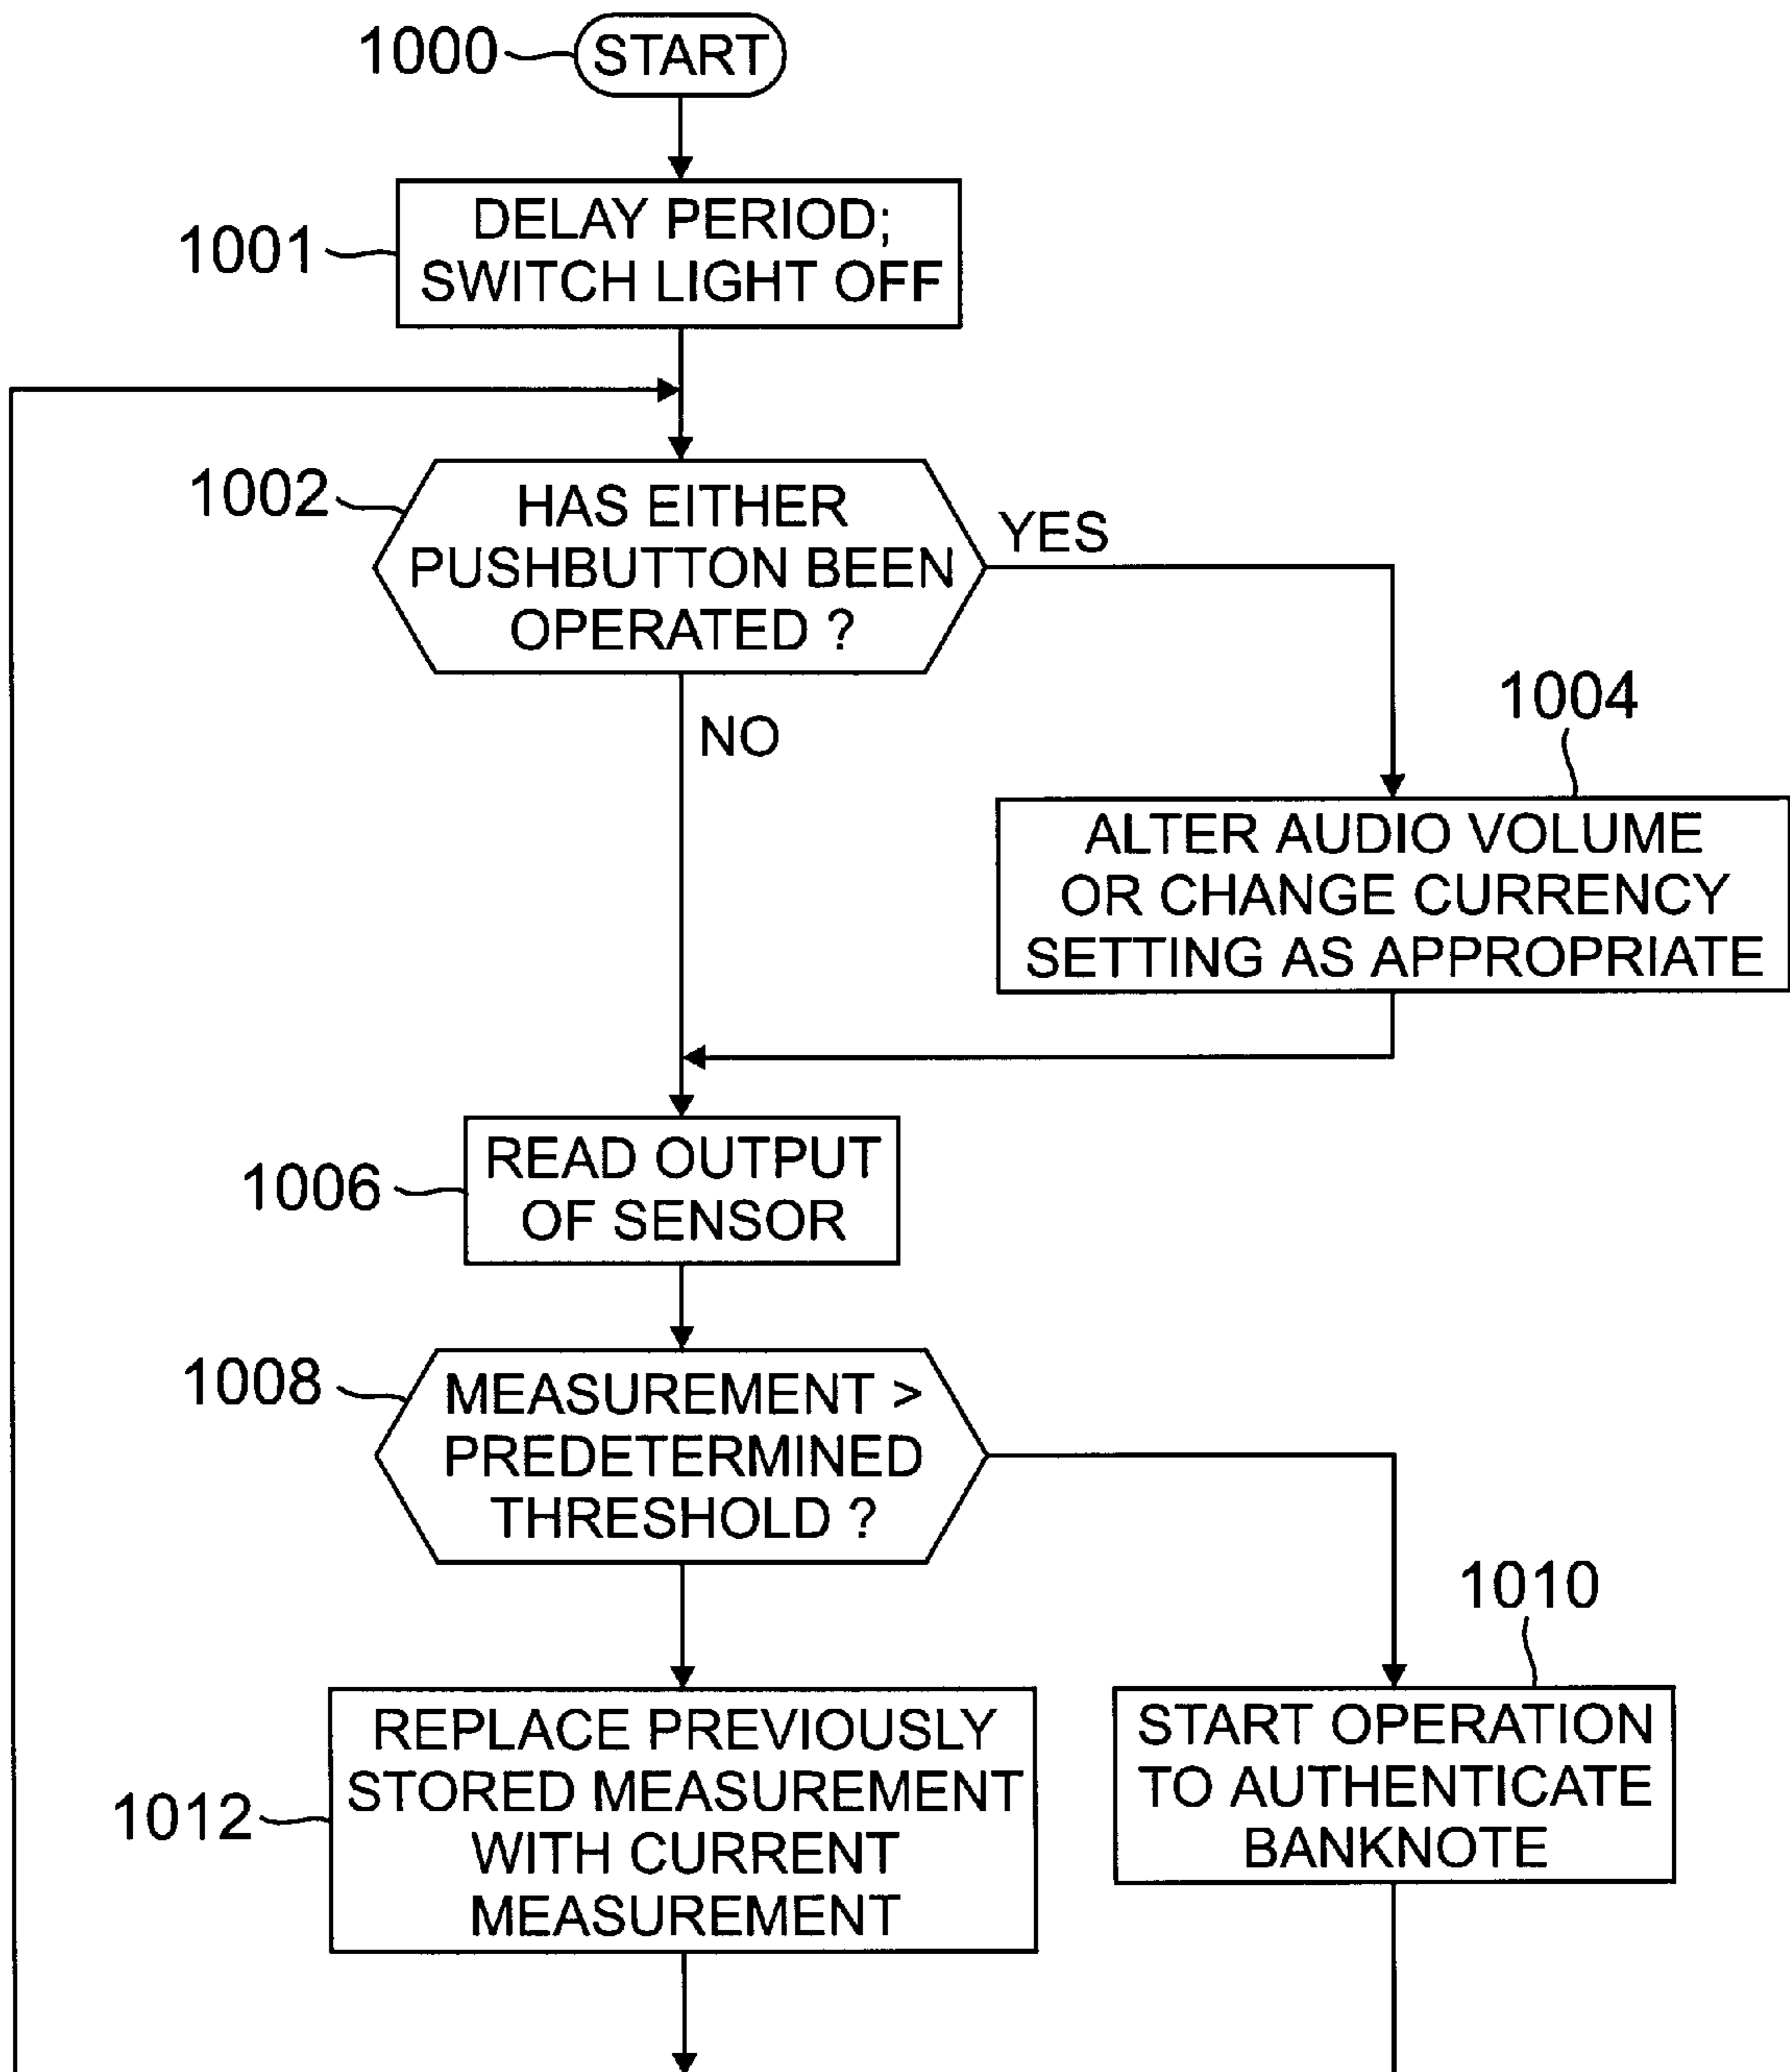 1000
START
1001
DELAY PERIOD;
SWITCH LIGHT OFF
1002
HAS EITHER
PUSHBUTTON BEEN
OPERATED ?
YES
NO
1004
ALTER AUDIO VOLUME
OR CHANGE CURRENCY
SETTING AS APPROPRIATE
1006
READ OUTPUT
OF SENSOR
1008
MEASUREMENT >
PREDETERMINED
THRESHOLD ?
1010
START OPERATION
TO AUTHENTICATE
BANKNOTE
1012
REPLACE PREVIOUSLY
STORED MEASUREMENT
WITH CURRENT
MEASUREMENT